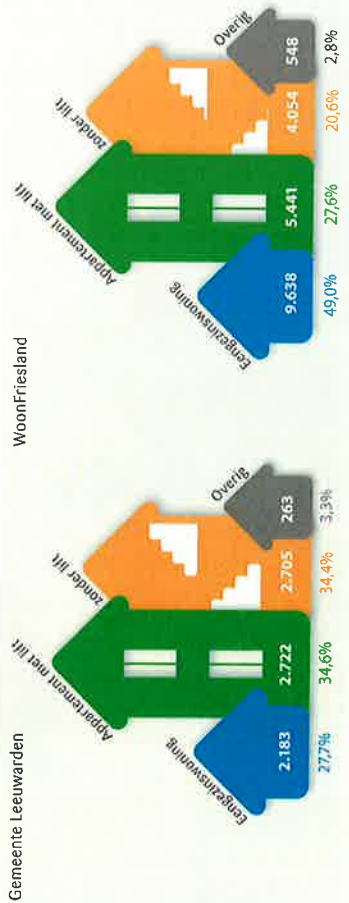 Gemeente Leeuwarden
Eengezinswoning
Appartement met lift
zonder lift
Overig
2.183
2.722
2.705
263
27,7%
34,6%
34,4%
3,3%
WoonFriesland
Eengezinswoning
Appartement met lift
zonder lift
Overig
9.638
5.441
4.054
548
49,0%
27,6%
20,6%
2,8%